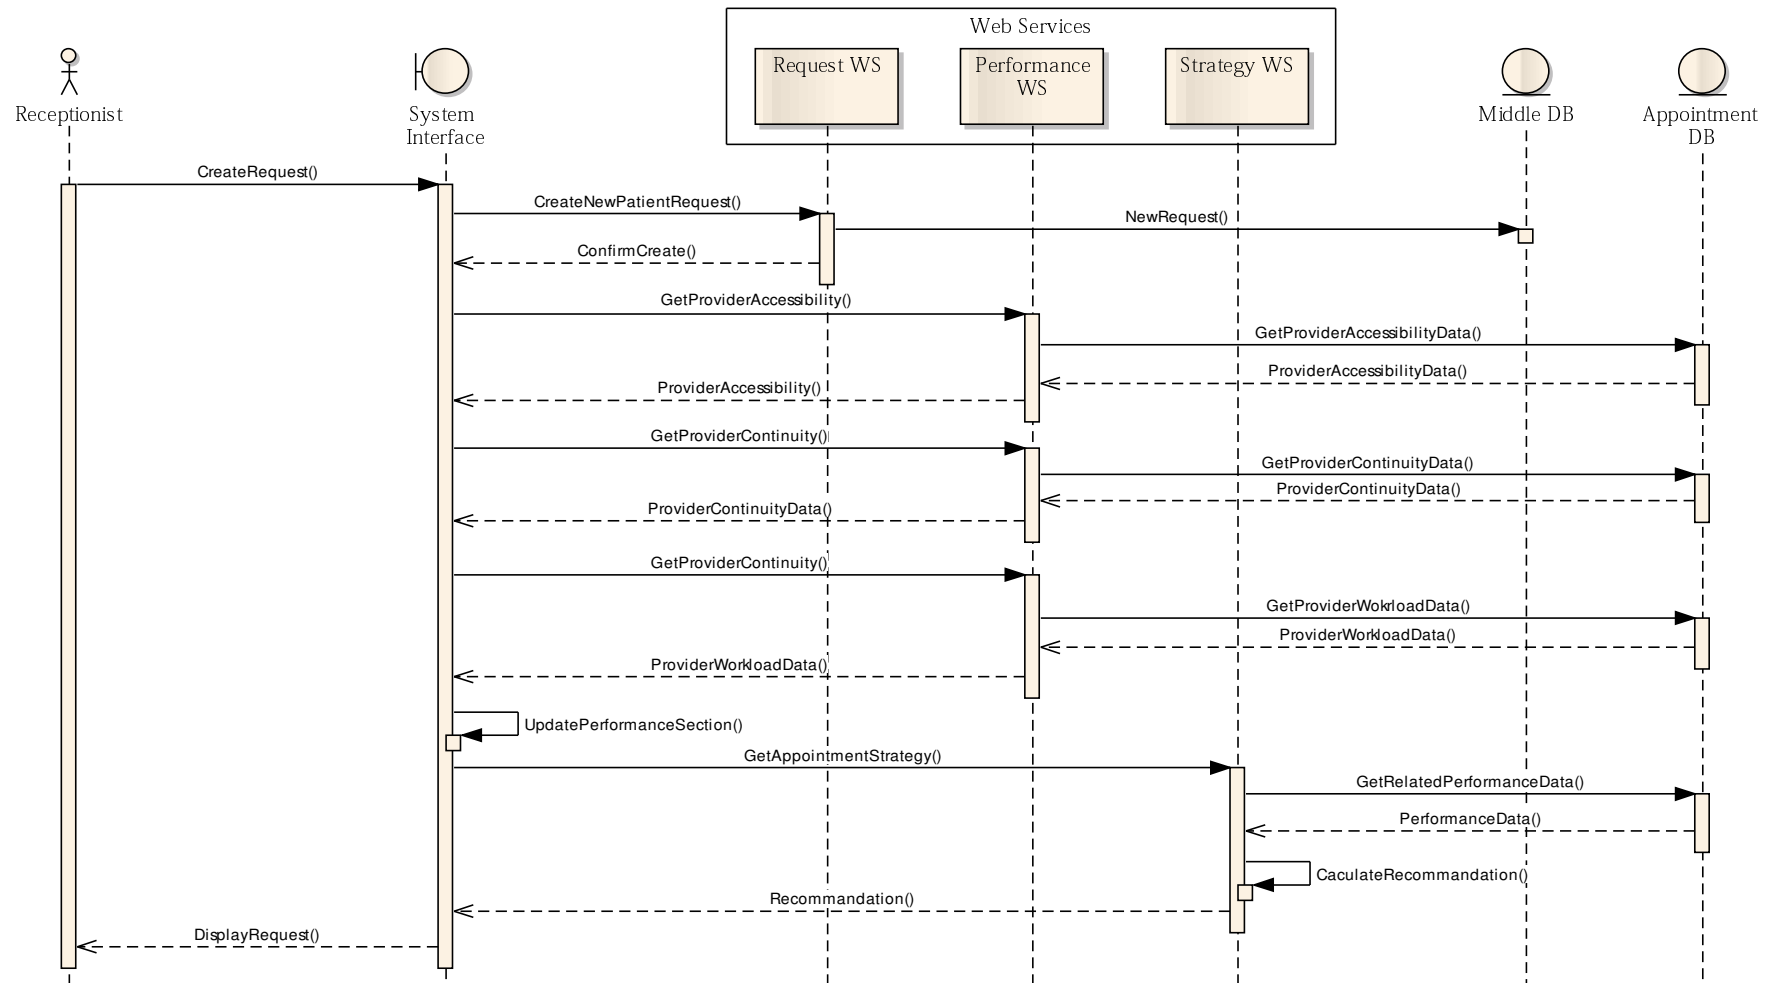 Web Services
Request WS
Performance
WS
Strategy WS
Receptionist
System
Interface
Middle DB
Appointment
DB
CreateRequest()
CreateNewPatientRequest()
NewRequest()
ConfirmCreate()
GetProviderAccessibility()
GetProviderAccessibilityData()
ProviderAccessibilityData()
ProviderAccessibility()
GetProviderContinuity()
GetProviderContinuityData()
ProviderContinuityData()
ProviderContinuityData()
GetProviderContinuity()
GetProviderWokrloadData()
ProviderWorkloadData()
ProviderWorkloadData()
UpdatePerformanceSection()
GetAppointmentStrategy()
GetRelatedPerformanceData()
PerformanceData()
CaculateRecommandation()
Recommandation()
DisplayRequest()